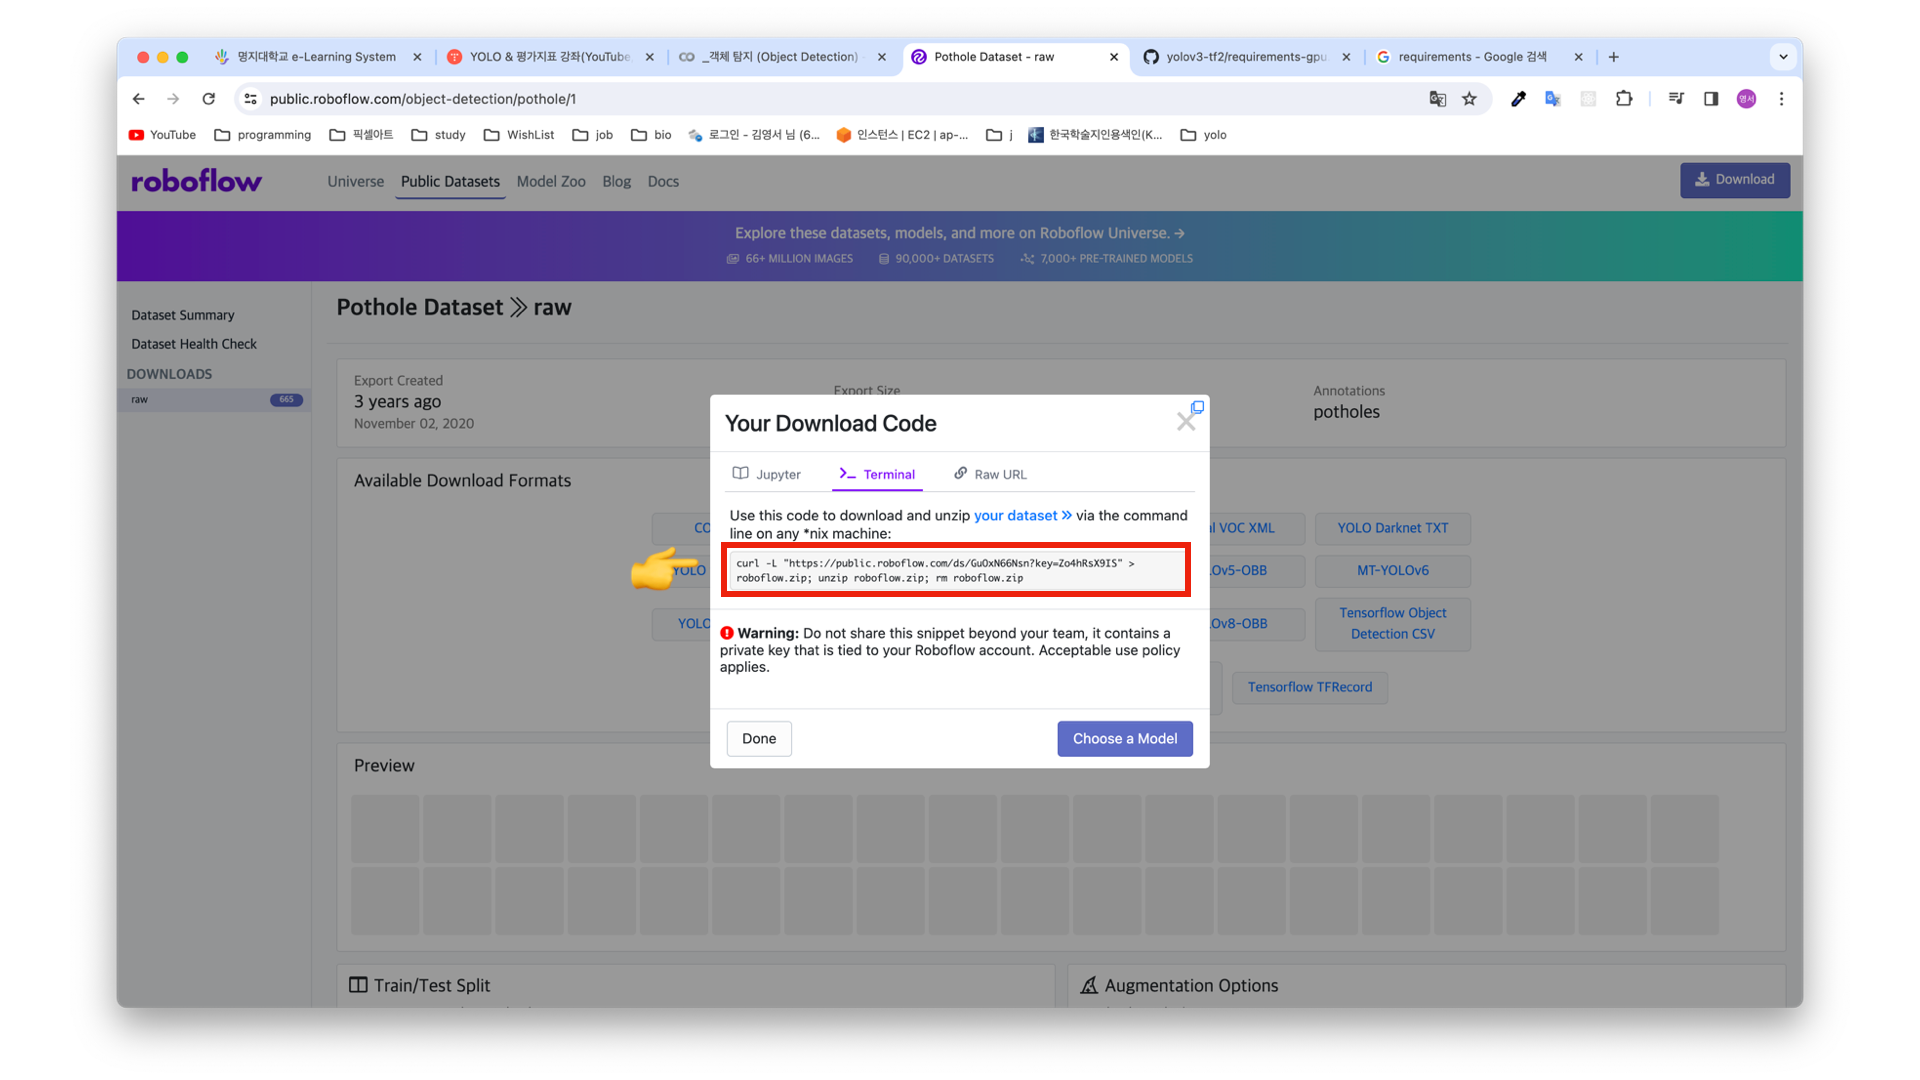 명지대학교 e-Learning System
YOLO & 평가지표 강좌(YouTube
_객체 탐지 (Object Detection)
Pothole Dataset - raw
yolov3-tf2/requirements-gpu.
requirements - Google 검색
public.roboflow.com/object-detection/pothole/1
영서
YouTube
programming
픽셀아트
study
WishList
job
bio
로그인 - 김영서 님 (6...
인스턴스 | EC2 | ap-...
j
한국학술지인용색인(K...
yolo
roboflow
Universe
Public Datasets
Model Zoo
Blog
Docs
Download
Explore these datasets, models, and more on Roboflow Universe. →
66+ MILLION IMAGES
90,000+ DATASETS
7,000+ PRE-TRAINED MODELS
Dataset Summary
Dataset Health Check
DOWNLOADS
raw
665
Pothole Dataset
raw
Export Created
3 years ago
November 02, 2020
Export Size
Annotations
potholes
Available Download Formats
CO
l VOC XML
YOLO Darknet TXT
YOLO
Ov5-OBB
MT-YOLOv6
YOLO
Ov8-OBB
Tensorflow Object
Detection CSV
Tensorflow TFRecord
Your Download Code
Jupyter
Terminal
Raw URL
Use this code to download and unzip your dataset » via the command
line on any *nix machine:
curl -L "https://public.roboflow.com/ds/GuOxN66Nsn?key=Zo4hRsX9IS" >
roboflow.zip; unzip roboflow.zip; rm roboflow.zip
Warning: Do not share this snippet beyond your team, it contains a
private key that is tied to your Roboflow account. Acceptable use policy
applies.
Done
Choose a Model
Preview
Train/Test Split
Augmentation Options